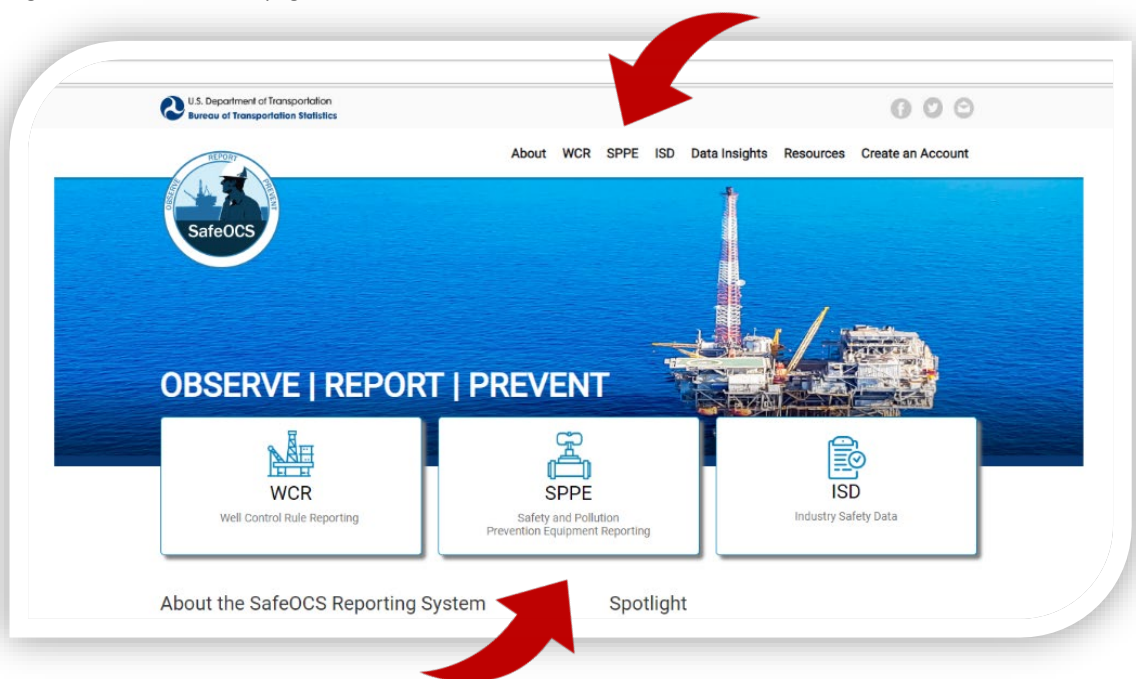 U.S. Department of Transportation
Bureau of Transportation Statistics
About WCR SPPE ISD Data Insights Resources Create an Account
OBSERVE REPORT PREVENT
SafeOCS
OBSERVE | REPORT | PREVENT
WCR
Well Control Rule Reporting
SPPE
Safety and Pollution
Prevention Equipment Reporting
ISD
Industry Safety Data
About the SafeOCS Reporting System
Spotlight